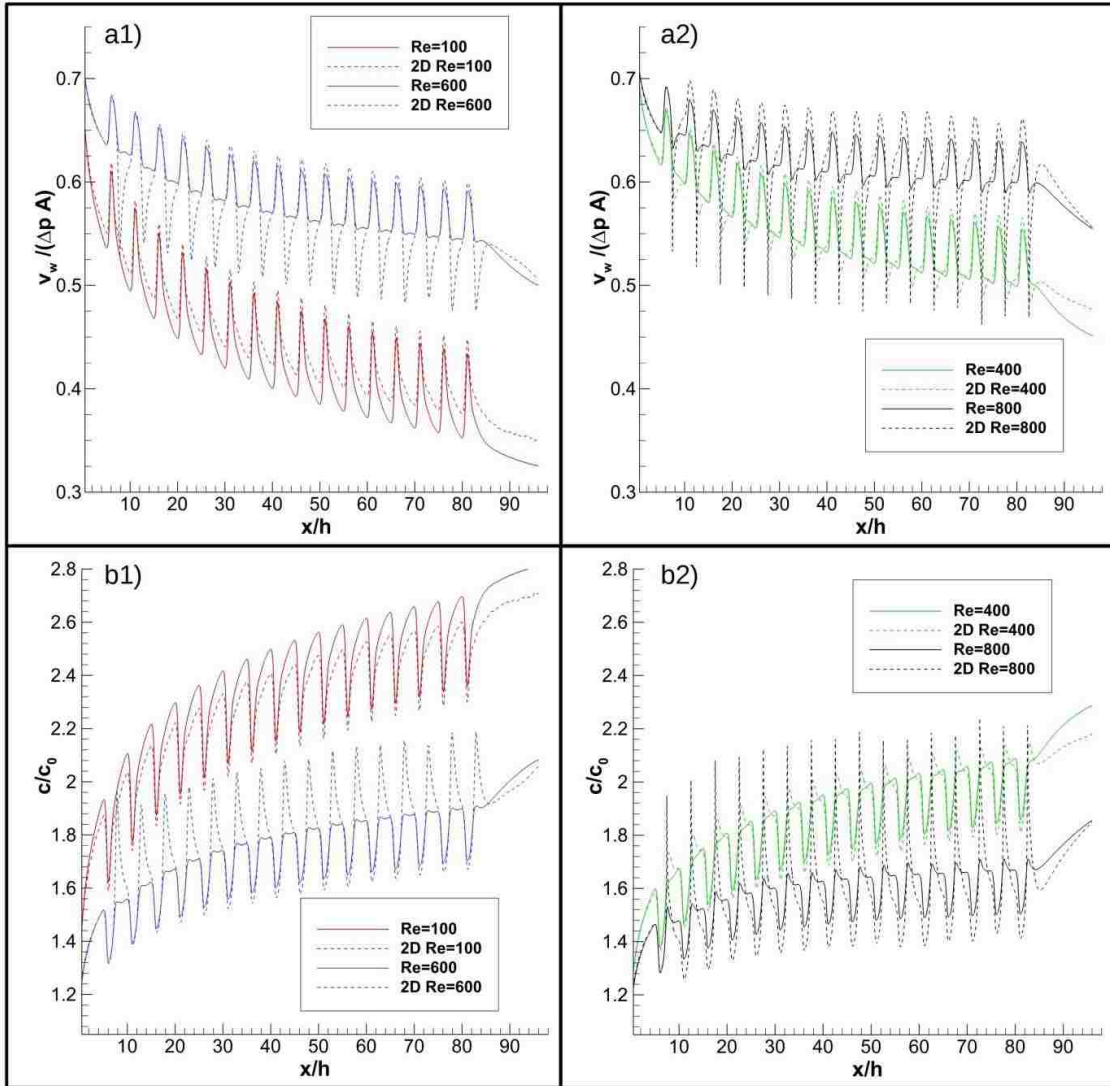 a1)
Re=100
2D Re=100
Re=600
2D Re=600
0.7
0.6
0.5
0.4
0.3
v_w /(Δp A)
10 20 30 40 50 60 70 80 90
x/h
a2)
0.7
0.6
0.5
0.4
0.3
v_w /(Δp A)
Re=400
2D Re=400
Re=800
2D Re=800
10 20 30 40 50 60 70 80 90
x/h
b1)
2.8
2.6
2.4
2.2
2
1.8
1.6
1.4
1.2
c/c_0
Re=100
2D Re=100
Re=600
2D Re=600
10 20 30 40 50 60 70 80 90
x/h
b2)
Re=400
2D Re=400
Re=800
2D Re=800
2.8
2.6
2.4
2.2
2
1.8
1.6
1.4
1.2
c/c_0
10 20 30 40 50 60 70 80 90
x/h